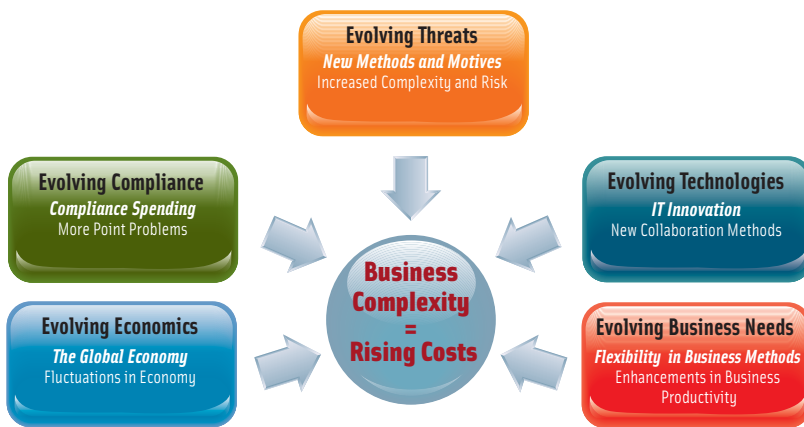 Evolving Threats
New Methods and Motives
Increased Complexity and Risk
Evolving Compliance
Compliance Spending
More Point Problems
Evolving Technologies
IT Innovation
New Collaboration Methods
Business
Complexity
=
Rising Costs
Evolving Economics
The Global Economy
Fluctuations in Economy
Evolving Business Needs
Flexibility in Business Methods
Enhancements in Business
Productivity